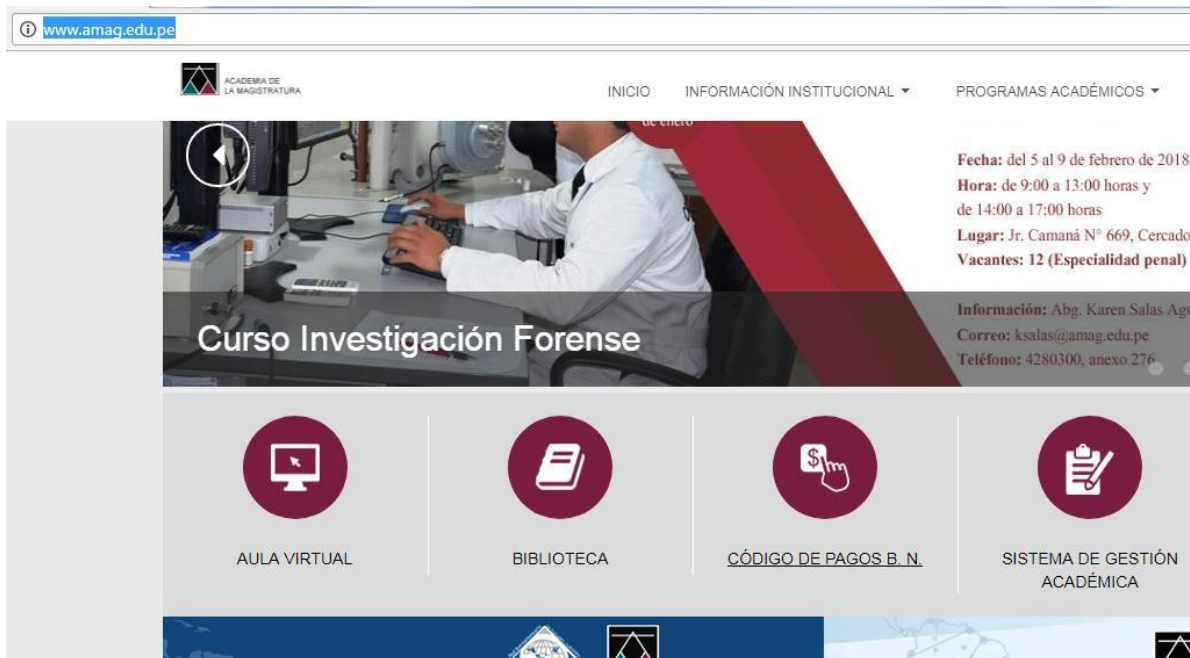 www.amag.edu.pe
ACADEMIA DE
LA MAGISTRATURA
INICIO INFORMACIÓN INSTITUCIONAL PROGRAMAS ACADÉMICOS
de enero
Fecha: del 5 al 9 de febrero de 2018
Hora: de 9:00 a 13:00 horas y
de 14:00 a 17:00 horas
Lugar: Jr. Camaná N° 669, Cercado
Vacantes: 12 (Especialidad penal)
Información: Abg. Karen Salas
Correo: ksalas@amag.edu.pe
Teléfono: 4280300, anexo 276
Curso Investigación Forense
AULA VIRTUAL
BIBLIOTECA
CÓDIGO DE PAGOS B. N.
SISTEMA DE GESTIÓN
ACADÉMICA